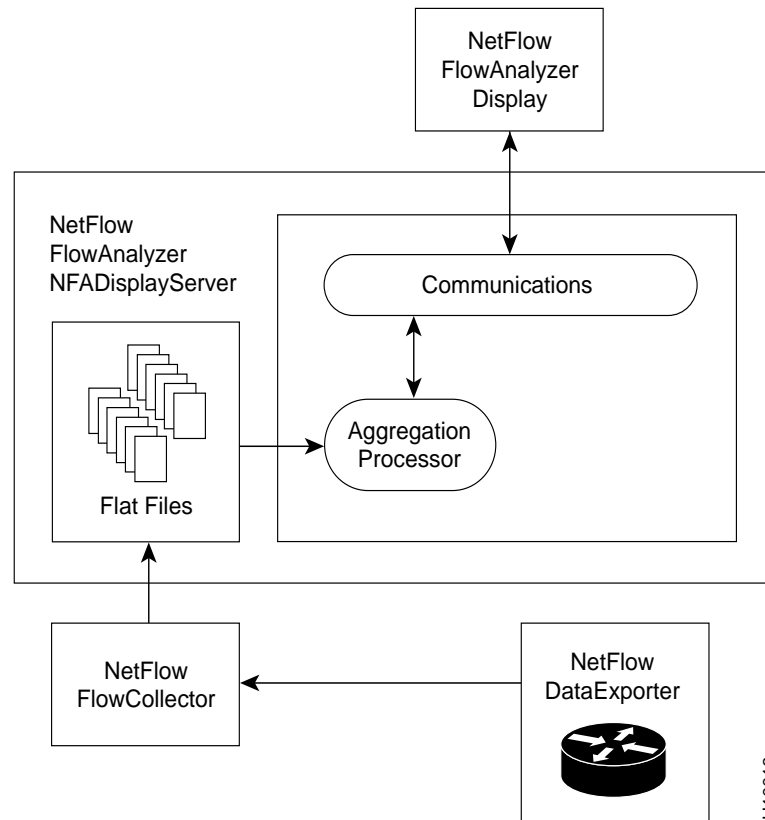 NetFlow
FlowAnalyzer
Display
NetFlow
FlowAnalyzer
NFADisplayServer
Communications
Aggregation
Processor
Flat Files
NetFlow
FlowCollector
NetFlow
DataExporter